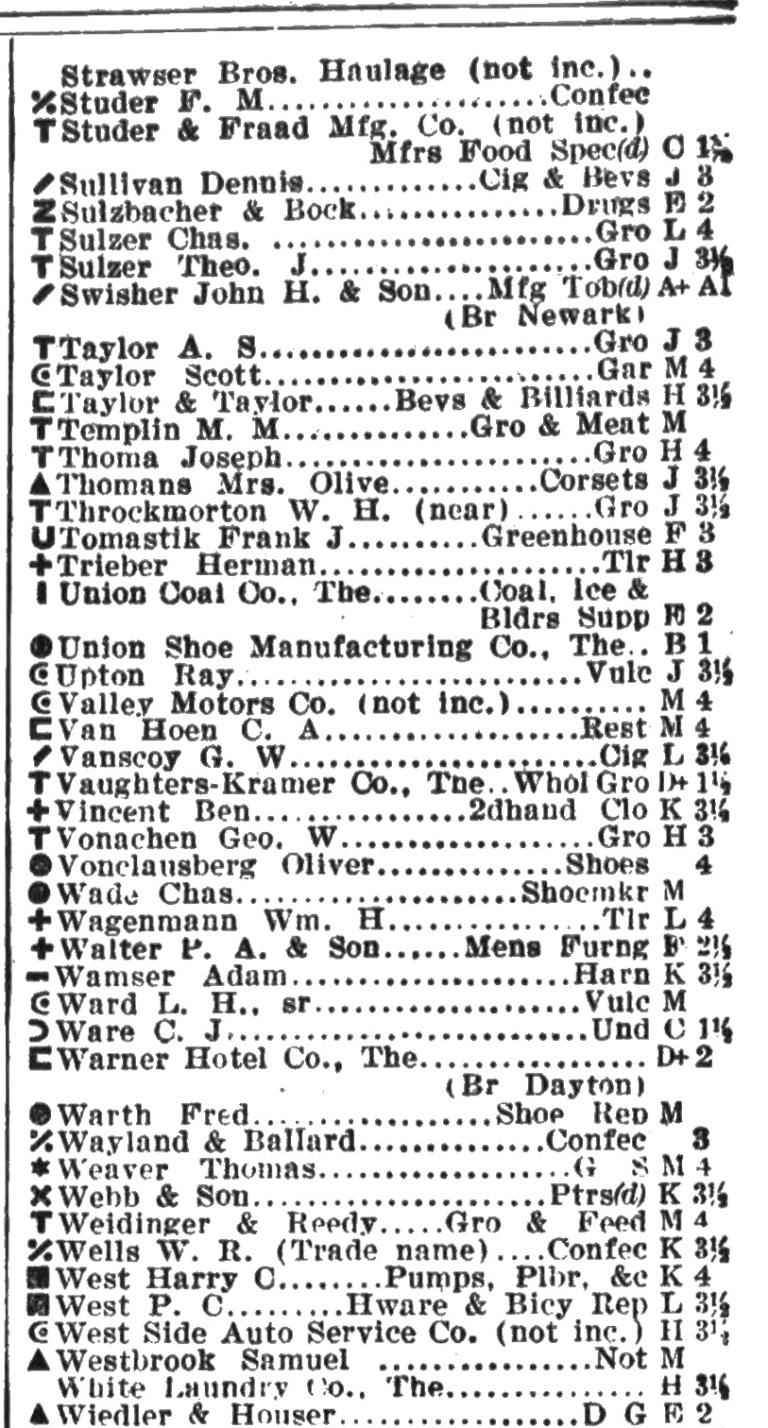 Strawser Bros. Haulage (not inc.)..
Studer F. M.....................Confec
T Studer & Fraad Mfg. Co. (not inc.)
Mfrs Food Spec(d) C
Sullivan Dennis.............Cig & Bevs J 3
Z Sulzbacher & Bock...............Drugs E 2
T Sulzer Chas. ........................Gro L 4
T Sulzer Theo. J.....................Gro J 3½
Swisher John H. & Son....Mfg Tob(d) A+ A1
(Br Newark)
T Taylor A. S.........................Gro J 3
Taylor Scott.........................Gar M 4
Taylor & Taylor......Bevs & Billiards H 3½
T Templin M. M..............Gro & Meat M
T Thoma Joseph.......................Gro H 4
▲ Thomans Mrs. Olive...........Corsets J 3½
T Throckmorton W. H. (near)......Gro J 3½
U Tomastik Frank J..........Greenhouse F 3
+ Trieber Herman.....................Tlr H 3
Union Coal Co., The........Coal, Ice &
Bldrs Supp E 2
● Union Shoe Manufacturing Co., The.. B 1
Upton Ray..........................Vulc J 3½
Valley Motors Co. (not inc.).......... M 4
Van Hoen C. A...................Rest M 4
Vanscoy G. W.......................Cig L 3½
T Vaughters-Kramer Co., The..Whol Gro D+ 1½
+ Vincent Ben................2dhand Clo K 3½
T Vonachen Geo. W...................Gro H 3
● Vonclausberg Oliver..............Shoes 4
● Wade Chas.....................Shoemkr M
+ Wagenmann Wm. H................Tlr L 4
+ Walter P. A. & Son......Mens Furng F 2½
Wamser Adam.....................Harn K 3½
Ward L. H., sr....................Vulc M
Ware C. J...........................Und C 1½
Warner Hotel Co., The................. D+ 2
(Br Dayton)
● Warth Fred..................Shoe Rep M
Wayland & Ballard..............Confec 3
* Weaver Thomas...................G S M 4
Webb & Son......................Ptrs(d) K 3½
T Weidinger & Reedy.....Gro & Feed M 4
Wells W. R. (Trade name)....Confec K 3½
■ West Harry C........Pumps, Plbr, &c K 4
West P. C.........Hware & Bicy Rep L 3½
West Side Auto Service Co. (not inc.) H 3½
▲ Westbrook Samuel ................Not M
White Laundry Co., The............... H 3½
▲ Wiedler & Houser..................D G E 2